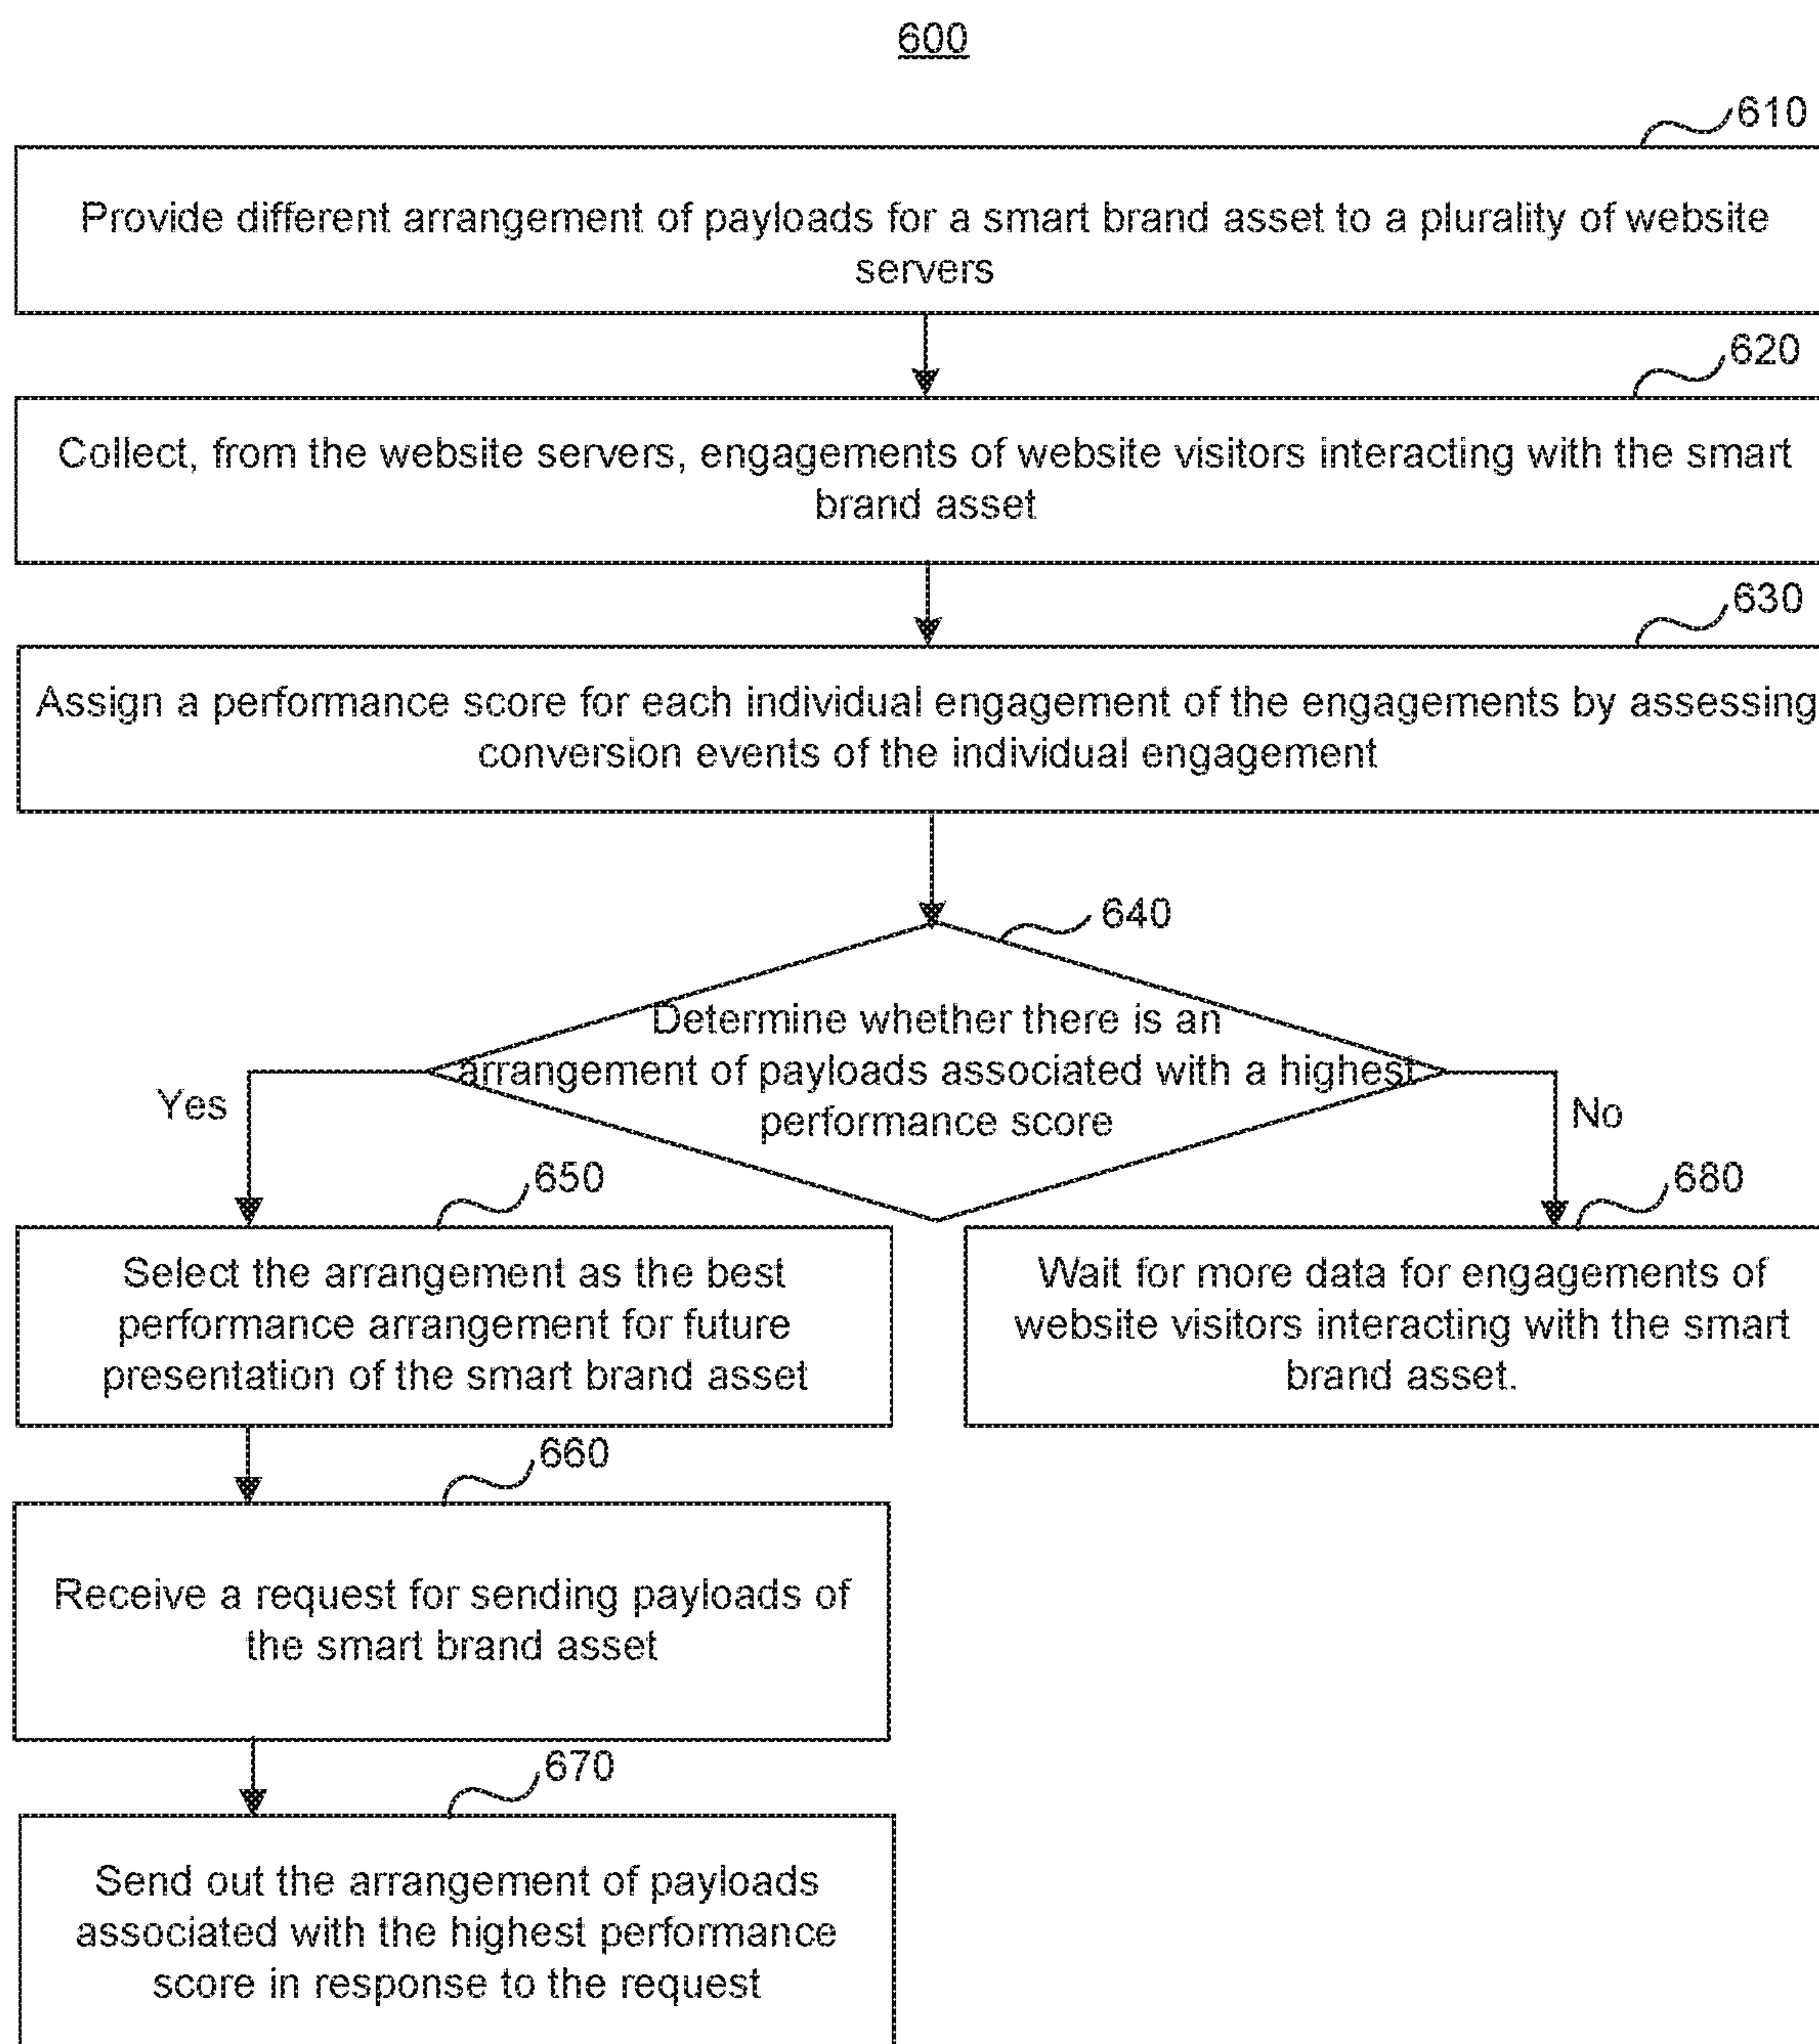 600
610
Provide different arrangement of payloads for a smart brand asset to a plurality of website
servers
620
Collect, from the website servers, engagements of website visitors interacting with the smart
brand asset
630
Assign a performance score for each individual engagement of the engagements by assessing
conversion events of the individual engagement
640
Determine whether there is an
arrangement of payloads associated with a highest
performance score
Yes
No
650
Select the arrangement as the best
performance arrangement for future
presentation of the smart brand asset
680
Wait for more data for engagements of
website visitors interacting with the smart
brand asset.
660
Receive a request for sending payloads of
the smart brand asset
670
Send out the arrangement of payloads
associated with the highest performance
score in response to the request